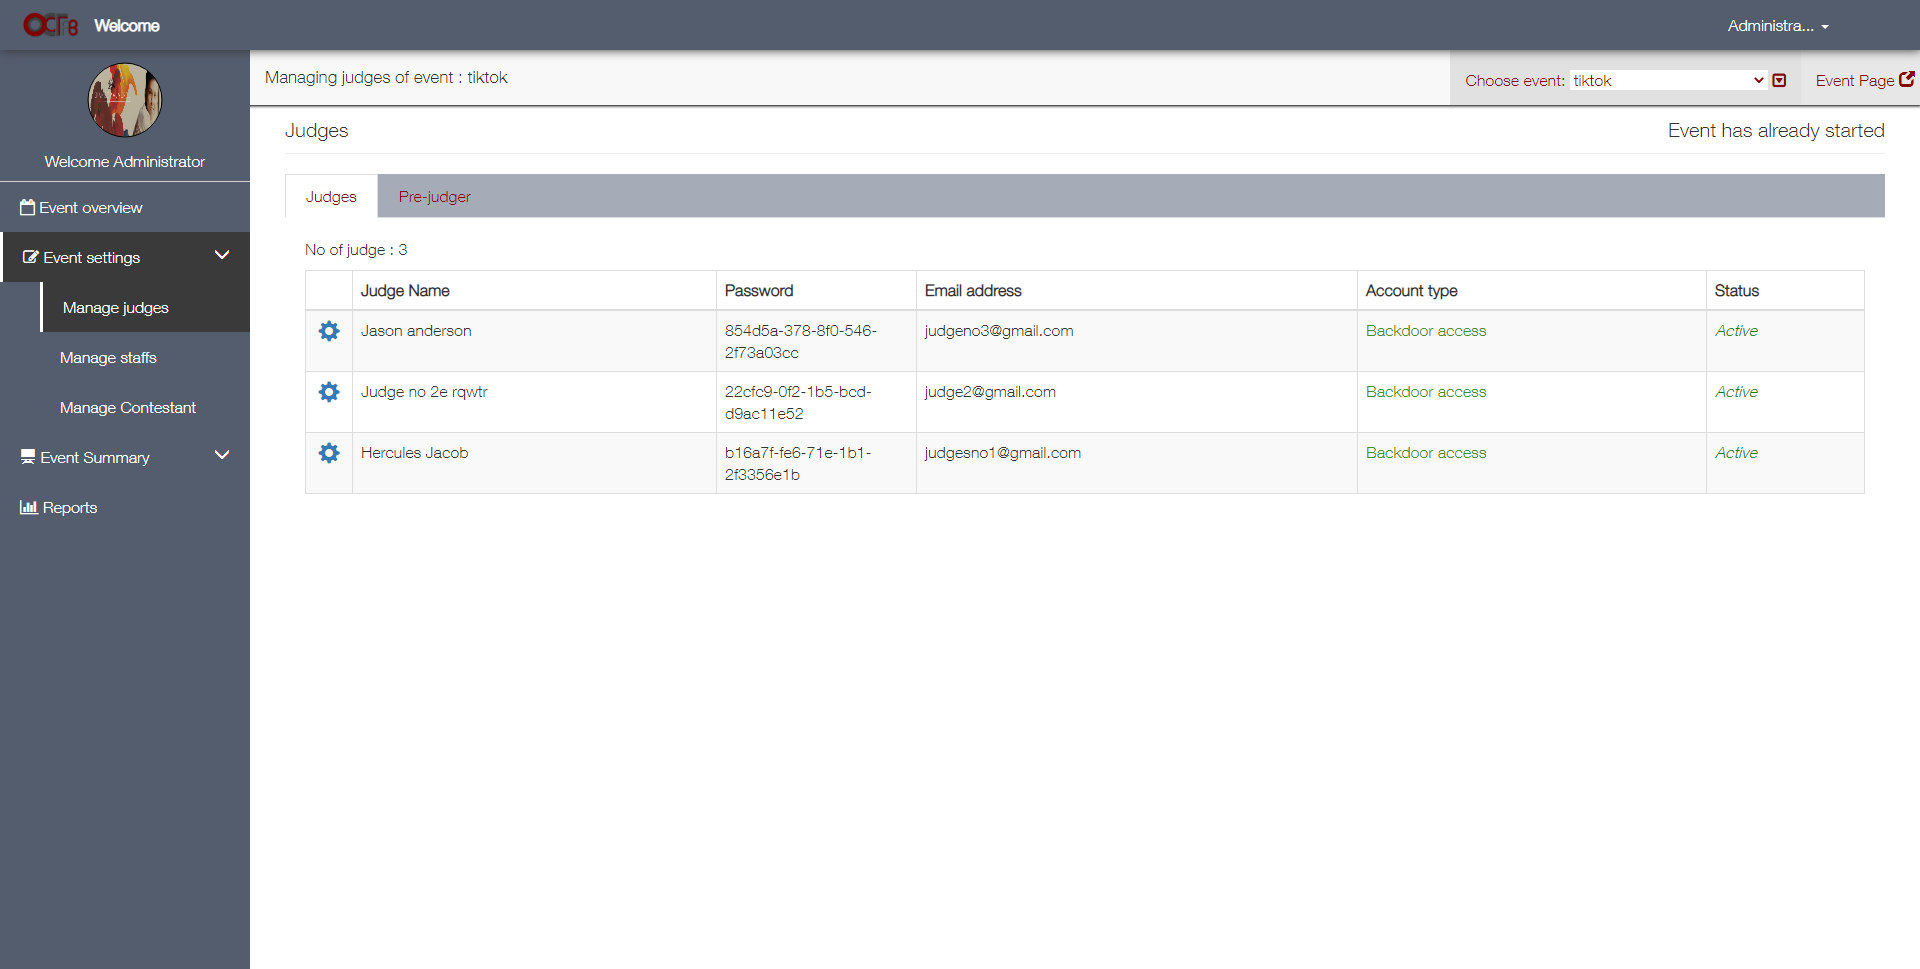 Welcome
Administra...
Welcome Administrator
Event overview
Event settings
Manage judges
Manage staffs
Manage Contestant
Event Summary
Reports
Managing judges of event : tiktok
Choose event: tiktok
Event Page
Judges
Event has already started
Judges Pre-judger
No of judge : 3
Judge Name Password Email address Account type Status
Jason anderson 854d5a-378-8f0-546- judgeno3@gmail.com Backdoor access Active
2f73a03cc
Judge no 2e rqwtr 22cfc9-0f2-1b5-bcd- judge2@gmail.com Backdoor access Active
d9ac11e52
Hercules Jacob b16a7f-fe6-71e-1b1- judgesno1@gmail.com Backdoor access Active
2f3356e1b